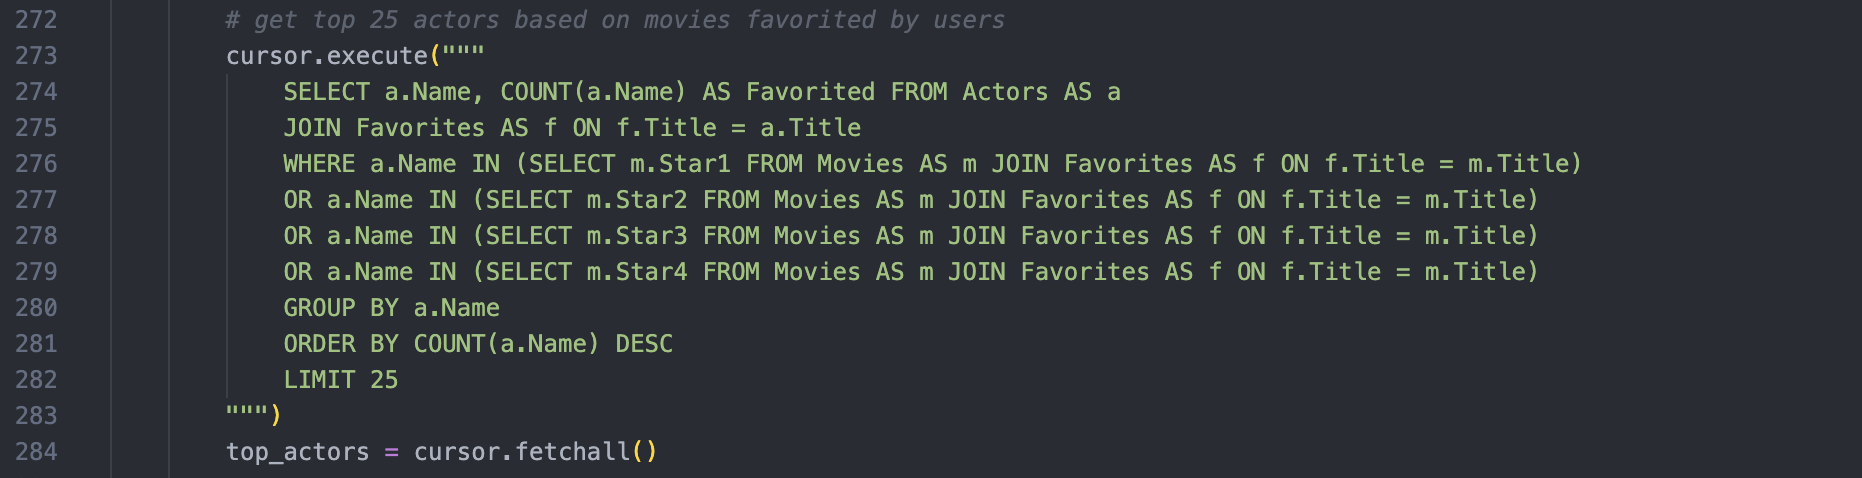 272 # get top 25 actors based on movies favorited by users
273 cursor.execute("""
274 SELECT a.Name, COUNT(a.Name) AS Favorited FROM Actors AS a
275 JOIN Favorites AS f ON f.Title = a.Title
276 WHERE a.Name IN (SELECT m.Star1 FROM Movies AS m JOIN Favorites AS f ON f.Title = m.Title)
277 OR a.Name IN (SELECT m.Star2 FROM Movies AS m JOIN Favorites AS f ON f.Title = m.Title)
278 OR a.Name IN (SELECT m.Star3 FROM Movies AS m JOIN Favorites AS f ON f.Title = m.Title)
279 OR a.Name IN (SELECT m.Star4 FROM Movies AS m JOIN Favorites AS f ON f.Title = m.Title)
280 GROUP BY a.Name
281 ORDER BY COUNT(a.Name) DESC
282 LIMIT 25
283 """)
284 top_actors = cursor.fetchall()